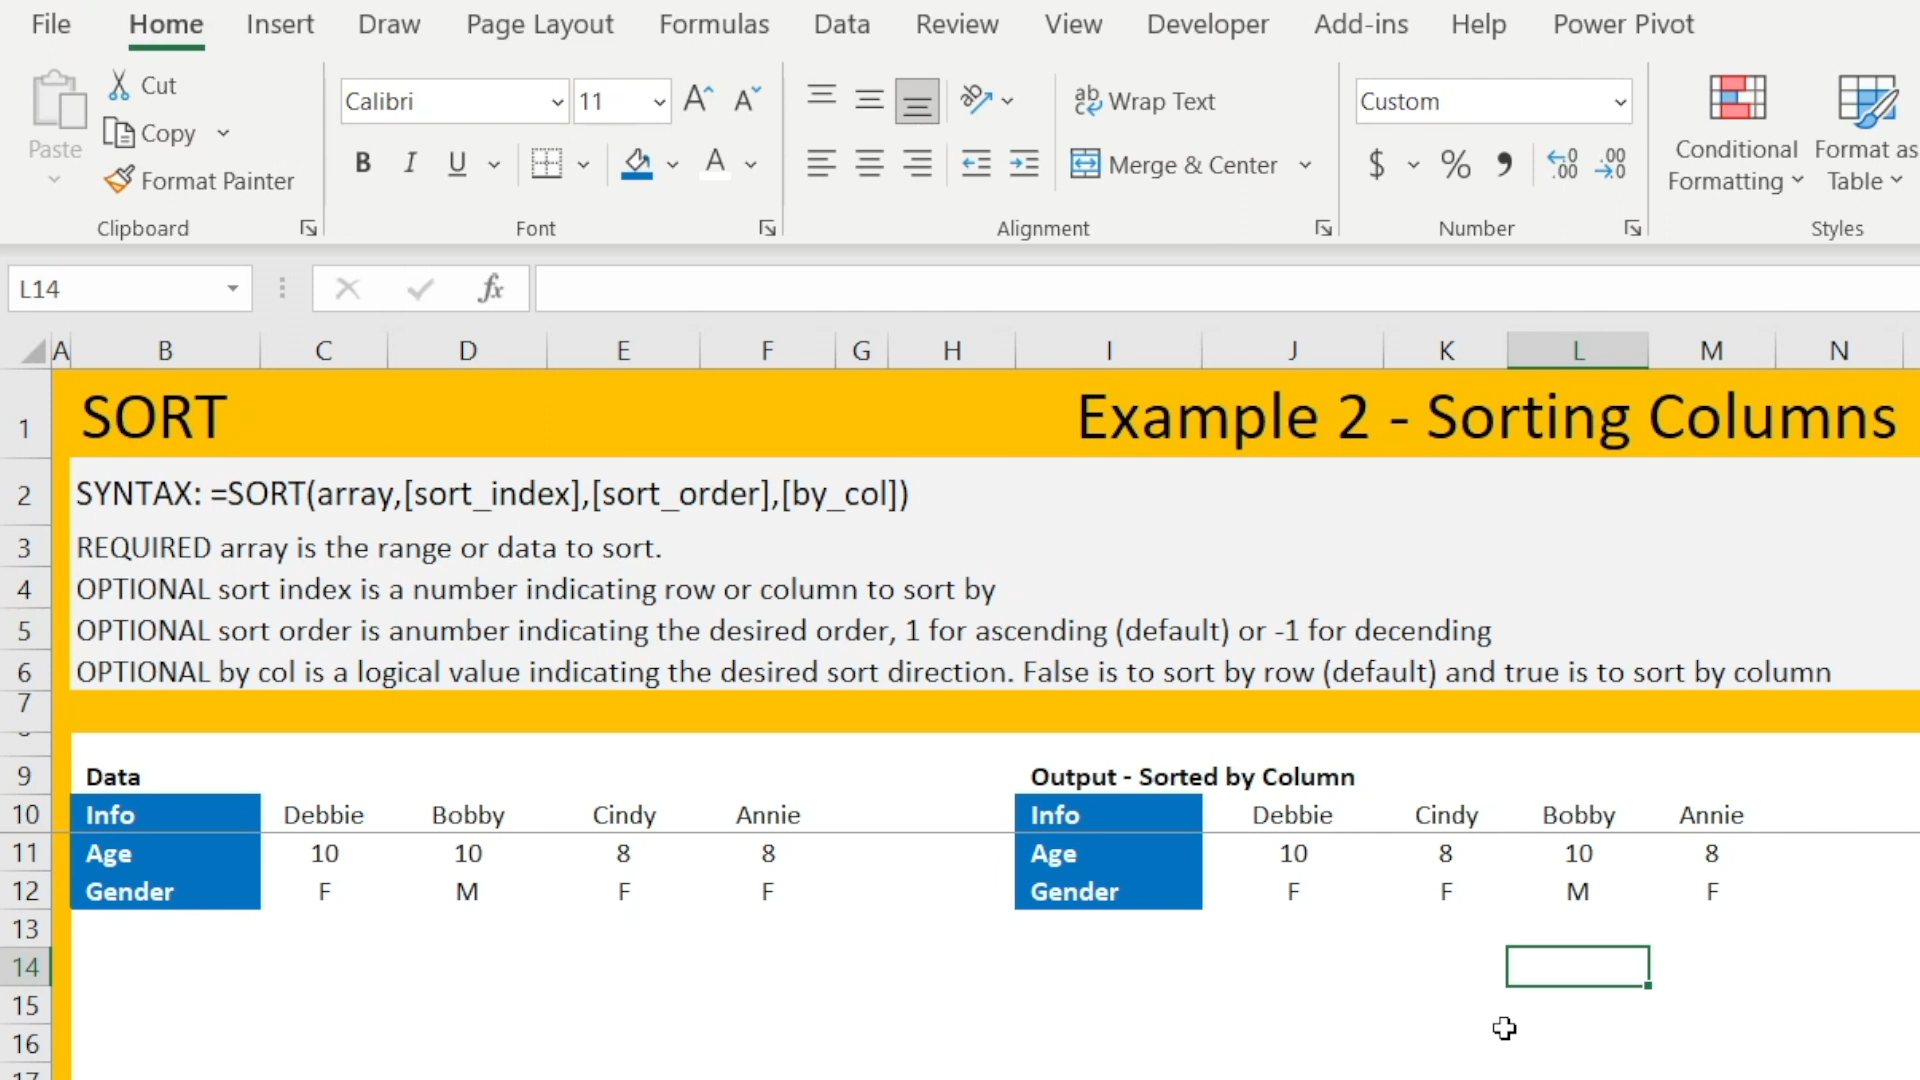 File Home Insert Draw Page Layout Formulas Data Review View Developer Add-ins Help Power Pivot
Paste
Cut
Copy
Format Painter
Clipboard
Calibri 11
B I U
Font
Wrap Text
Merge & Center
Alignment
Custom
$ %
Number
Conditional Formatting
Format as Table
Styles
L14
fx
A B C D E F G H I J K L M N
1 SORT Example 2 - Sorting Columns
2 SYNTAX: =SORT(array,[sort_index],[sort_order],[by_col])
3 REQUIRED array is the range or data to sort.
4 OPTIONAL sort index is a number indicating row or column to sort by
5 OPTIONAL sort order is anumber indicating the desired order, 1 for ascending (default) or -1 for decending
6 OPTIONAL by col is a logical value indicating the desired sort direction. False is to sort by row (default) and true is to sort by column
7
9 Data Output - Sorted by Column
10 Info Debbie Bobby Cindy Annie Info Debbie Cindy Bobby Annie
11 Age 10 10 8 8 Age 10 8 10 8
12 Gender F M F F Gender F F M F
13
14
15
16